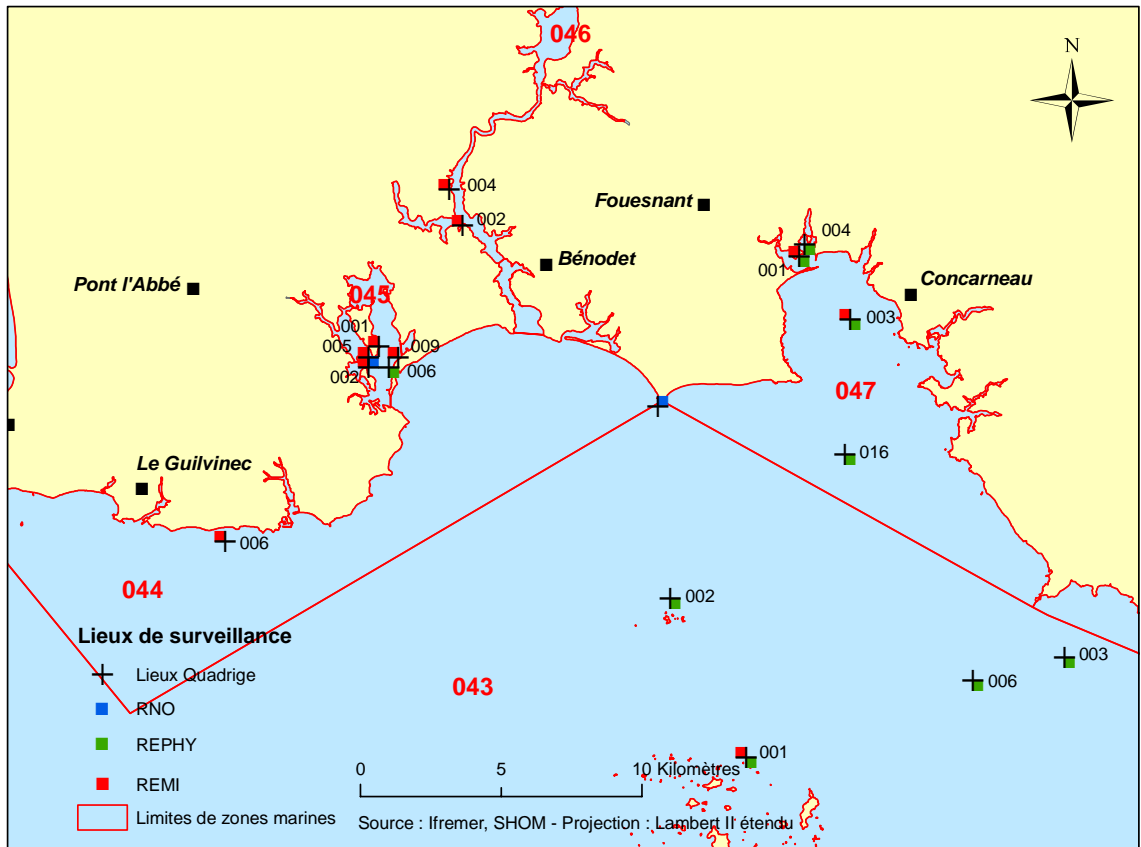 046
N
004
002
Fouesnant
004
001
Bénodet
Pont l'Abbé
045
Concarneau
003
001
005
009
002
006
047
016
Le Guilvinec
006
044
002
Lieux de surveillance
003
Lieux Quadrige
043
006
RNO
REPHY
001
0 5 10 Kilomètres
REMI
Limites de zones marines
Source : Ifremer, SHOM - Projection : Lambert II étendu